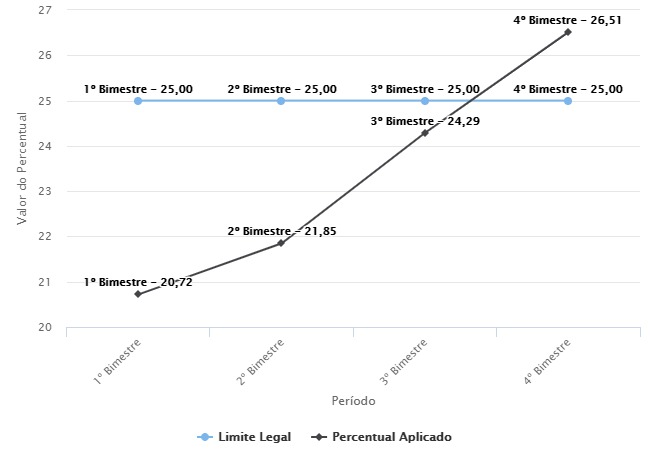 27
4º Bimestre - 26,51
26
1º Bimestre - 25,00 2º Bimestre - 25,00 3º Bimestre - 25,00 4º Bimestre - 25,00
25
3º Bimestre - 24,29
24
23
2º Bimestre - 21,85
22
1º Bimestre - 20,72
21
20
Valor do Percentual
1º Bimestre 2º Bimestre 3º Bimestre 4º Bimestre
Período
Limite Legal Percentual Aplicado